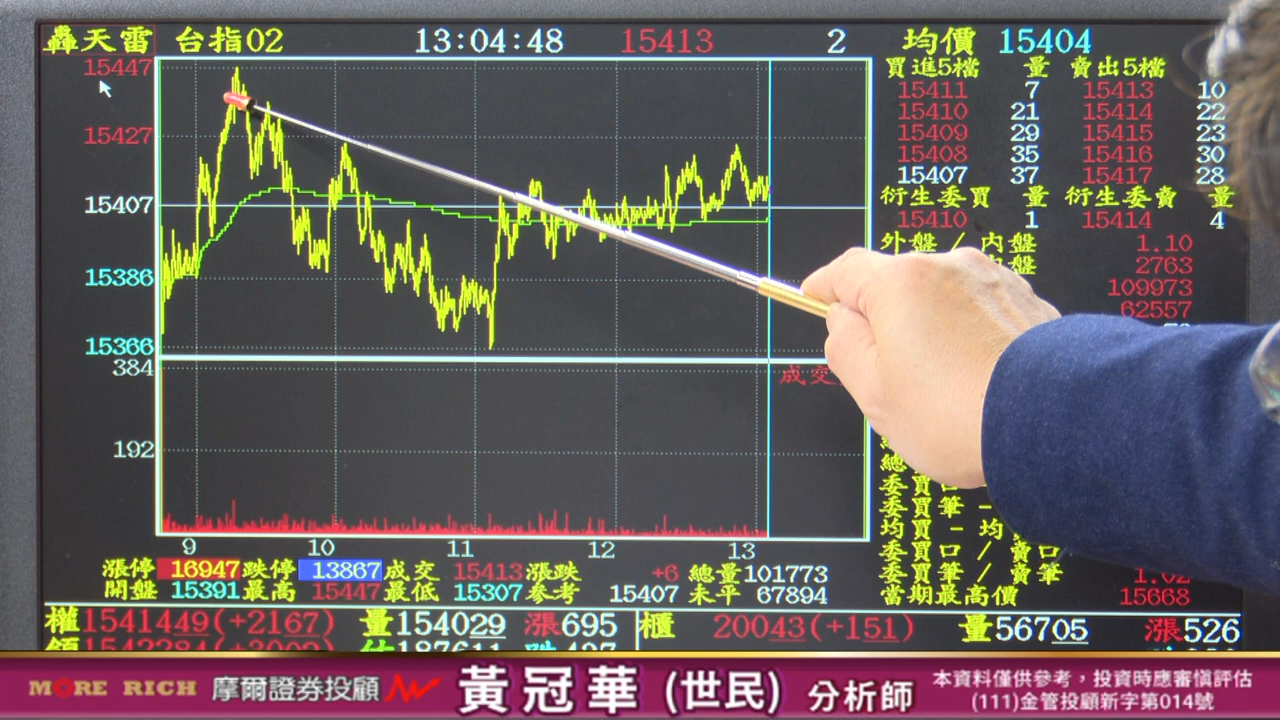 轟天雷 台指02 13:04:48 15413 2 均價 15404
買進5檔 量 賣出5檔
15411 7 15413 10
15410 21 15414 22
15409 29 15415 23
15408 35 15416 30
15407 37 15417 28
衍生委買 量 衍生委賣 量
15410 1 15414 4
外盤/內盤 1.10
2763
109973
62557
15447
15427
15407
15386
15366
384
192
成交
9 10 11 12 13
委買筆 -
均買-均
委買口/賣口
委買筆/賣筆 1.02
當期最高價 15668
漲停 16947 跌停 13867 成交 15413 漲跌 +6 總量 101773
開盤 15391 最高 15447 最低 15307 參考 15407 未平 67894
權 1541449(+2167) 量 154029 漲 695 櫃 20043(+151) 量 56705 漲 526
MORE RICH 摩爾證券投顧 黃冠華 (世民) 分析師
本資料僅供參考，投資時應審慎評估
(111)金管投顧新字第014號